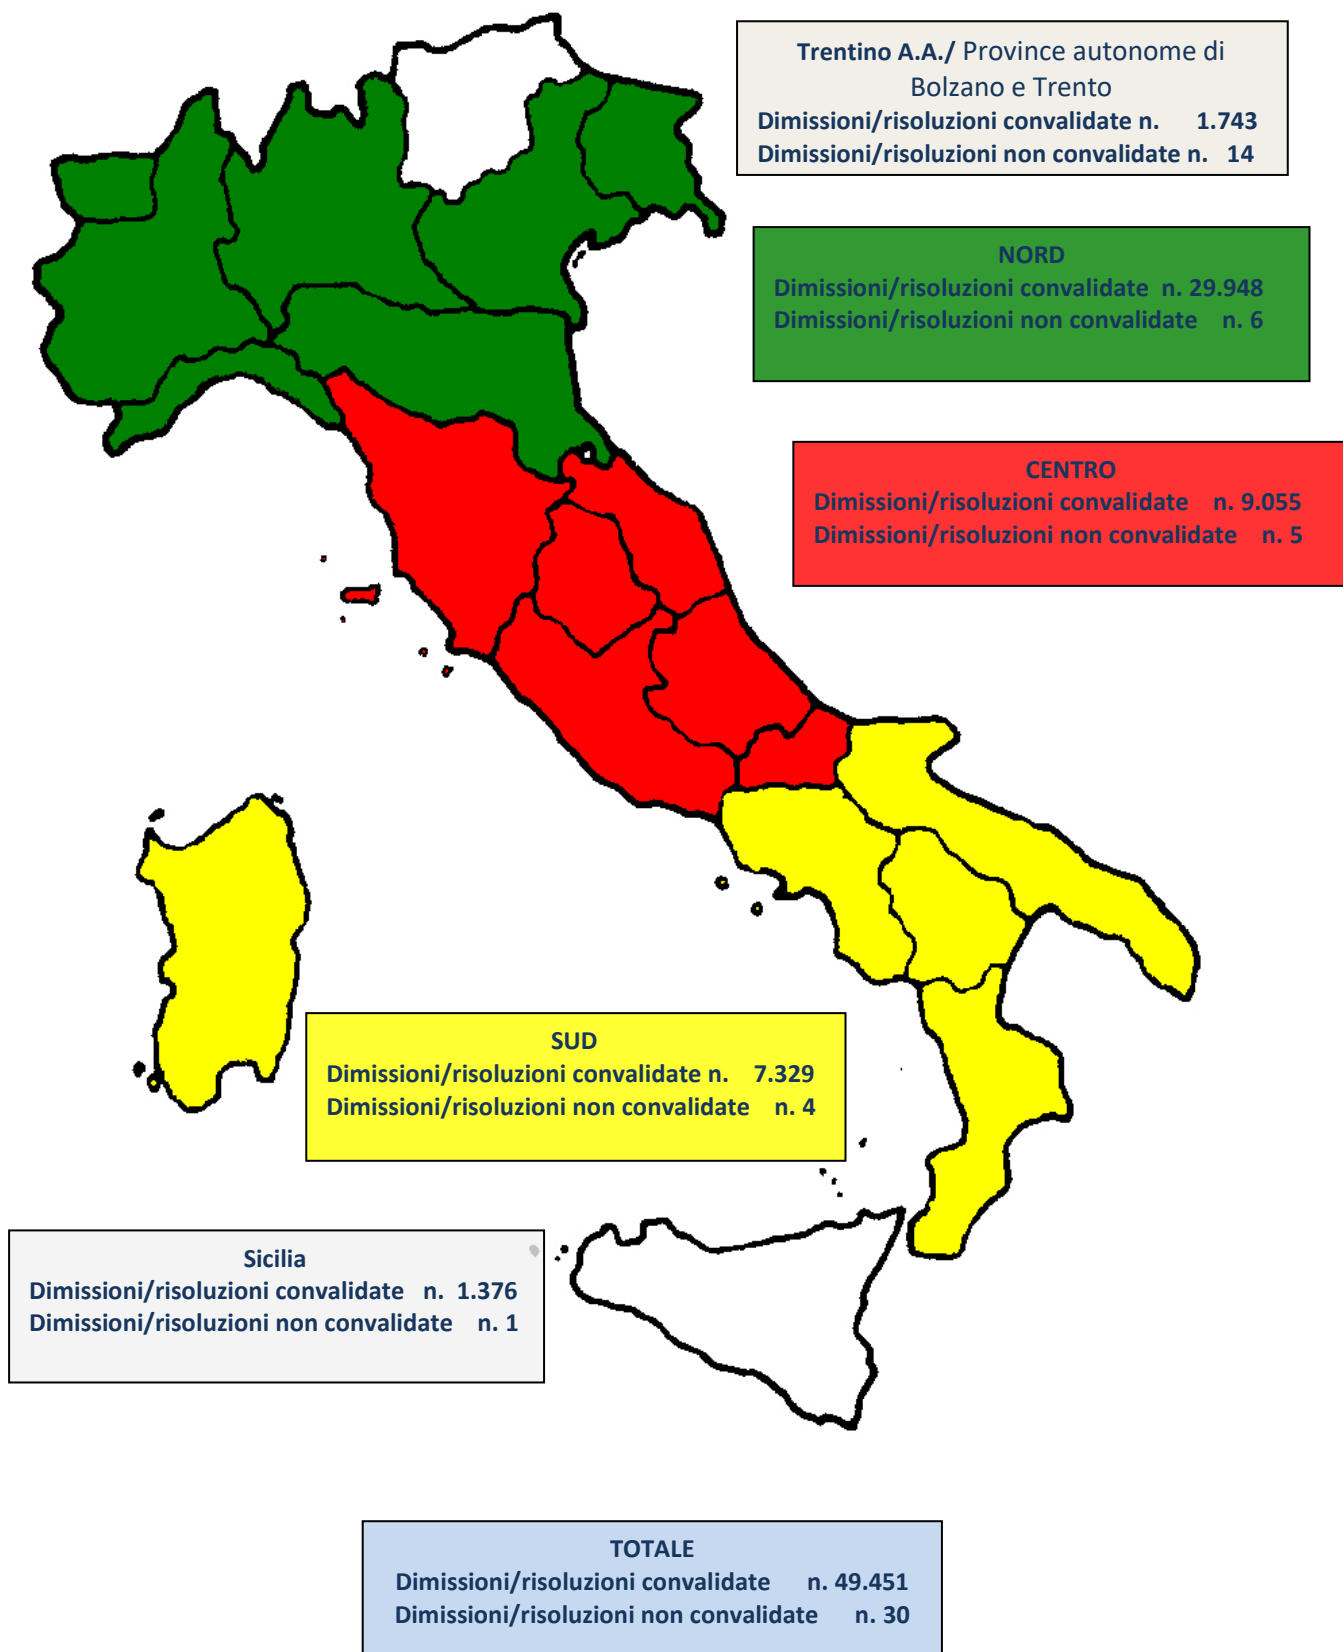 Trentino A.A./ Province autonome di
Bolzano e Trento
Dimissioni/risoluzioni convalidate n. 1.743
Dimissioni/risoluzioni non convalidate n. 14
NORD
Dimissioni/risoluzioni convalidate n. 29.948
Dimissioni/risoluzioni non convalidate n. 6
CENTRO
Dimissioni/risoluzioni convalidate n. 9.055
Dimissioni/risoluzioni non convalidate n. 5
SUD
Dimissioni/risoluzioni convalidate n. 7.329
Dimissioni/risoluzioni non convalidate n. 4
Sicilia
Dimissioni/risoluzioni convalidate n. 1.376
Dimissioni/risoluzioni non convalidate n. 1
TOTALE
Dimissioni/risoluzioni convalidate n. 49.451
Dimissioni/risoluzioni non convalidate n. 30